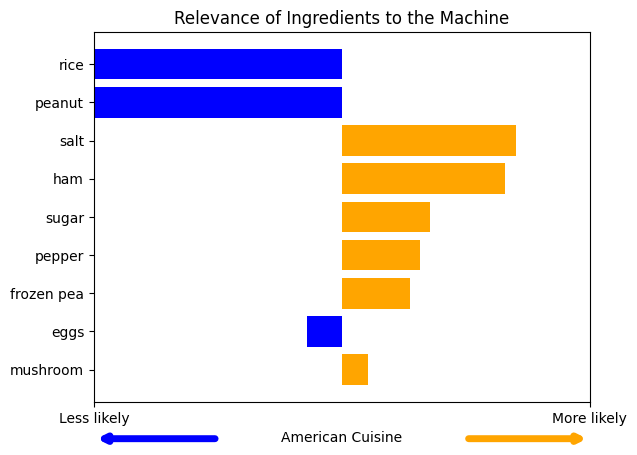 Relevance of Ingredients to the Machine
rice
peanut
salt
ham
sugar
pepper
frozen pea
eggs
mushroom
Less likely
More likely
American Cuisine